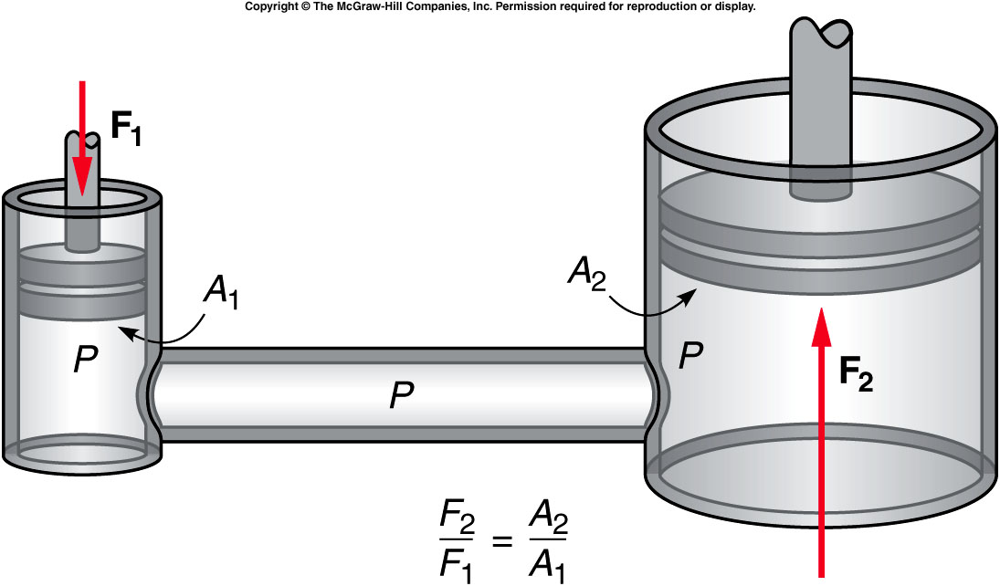 Copyright © The McGraw-Hill Companies, Inc. Permission required for reproduction or display.
F₁
A₁
A₂
P
P
P
F₂
F₂/F₁ = A₂/A₁